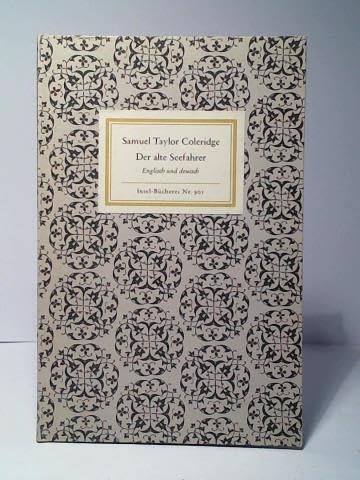 Samuel Taylor Coleridge
Der alte Seefahrer
Englisch und deutsch
Insel-Bücherei Nr. 901